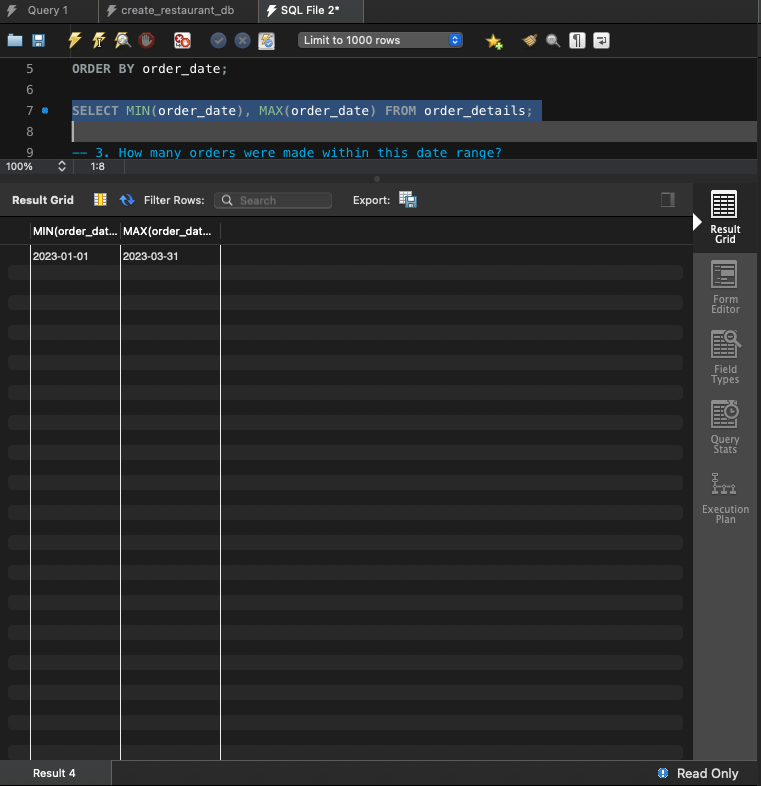 Query 1
create_restaurant_db
SQL File 2*
Limit to 1000 rows
5 ORDER BY order_date;
6
7 SELECT MIN(order_date), MAX(order_date) FROM order_details;
8
9 -- 3. How many orders were made within this date range?
100% 1:8
Result Grid Filter Rows: Search Export:
MIN(order_dat... MAX(order_dat...
2023-01-01 2023-03-31
Result
Grid
Form
Editor
Field
Types
Query
Stats
Execution
Plan
Result 4
Read Only